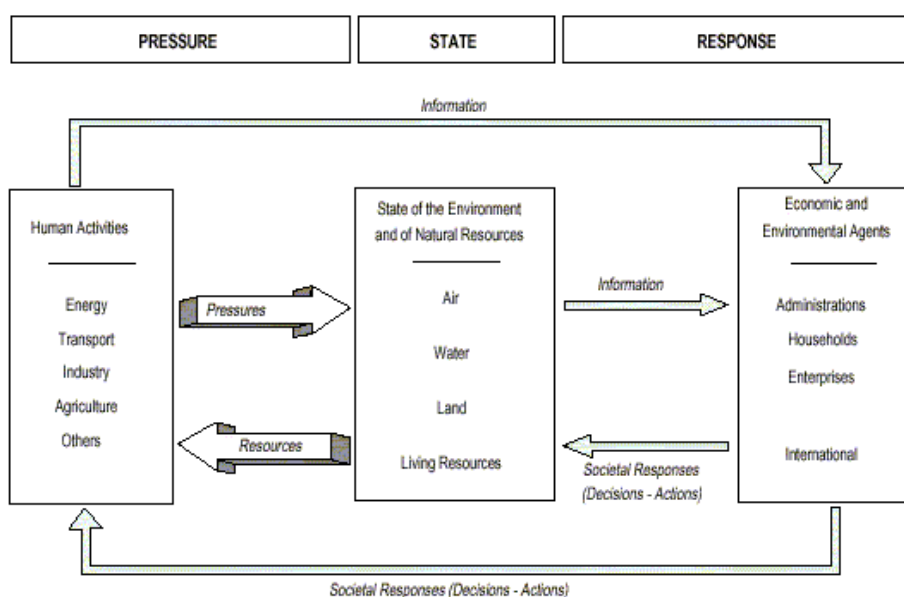 PRESSURE
STATE
RESPONSE
Information
Human Activities
Energy
Transport
Industry
Agriculture
Others
Pressures
Resources
State of the Environment
and of Natural Resources
Air
Water
Land
Living Resources
Information
Societal Responses
(Decisions - Actions)
Economic and
Environmental Agents
Administrations
Households
Enterprises
International
Societal Responses (Decisions - Actions)